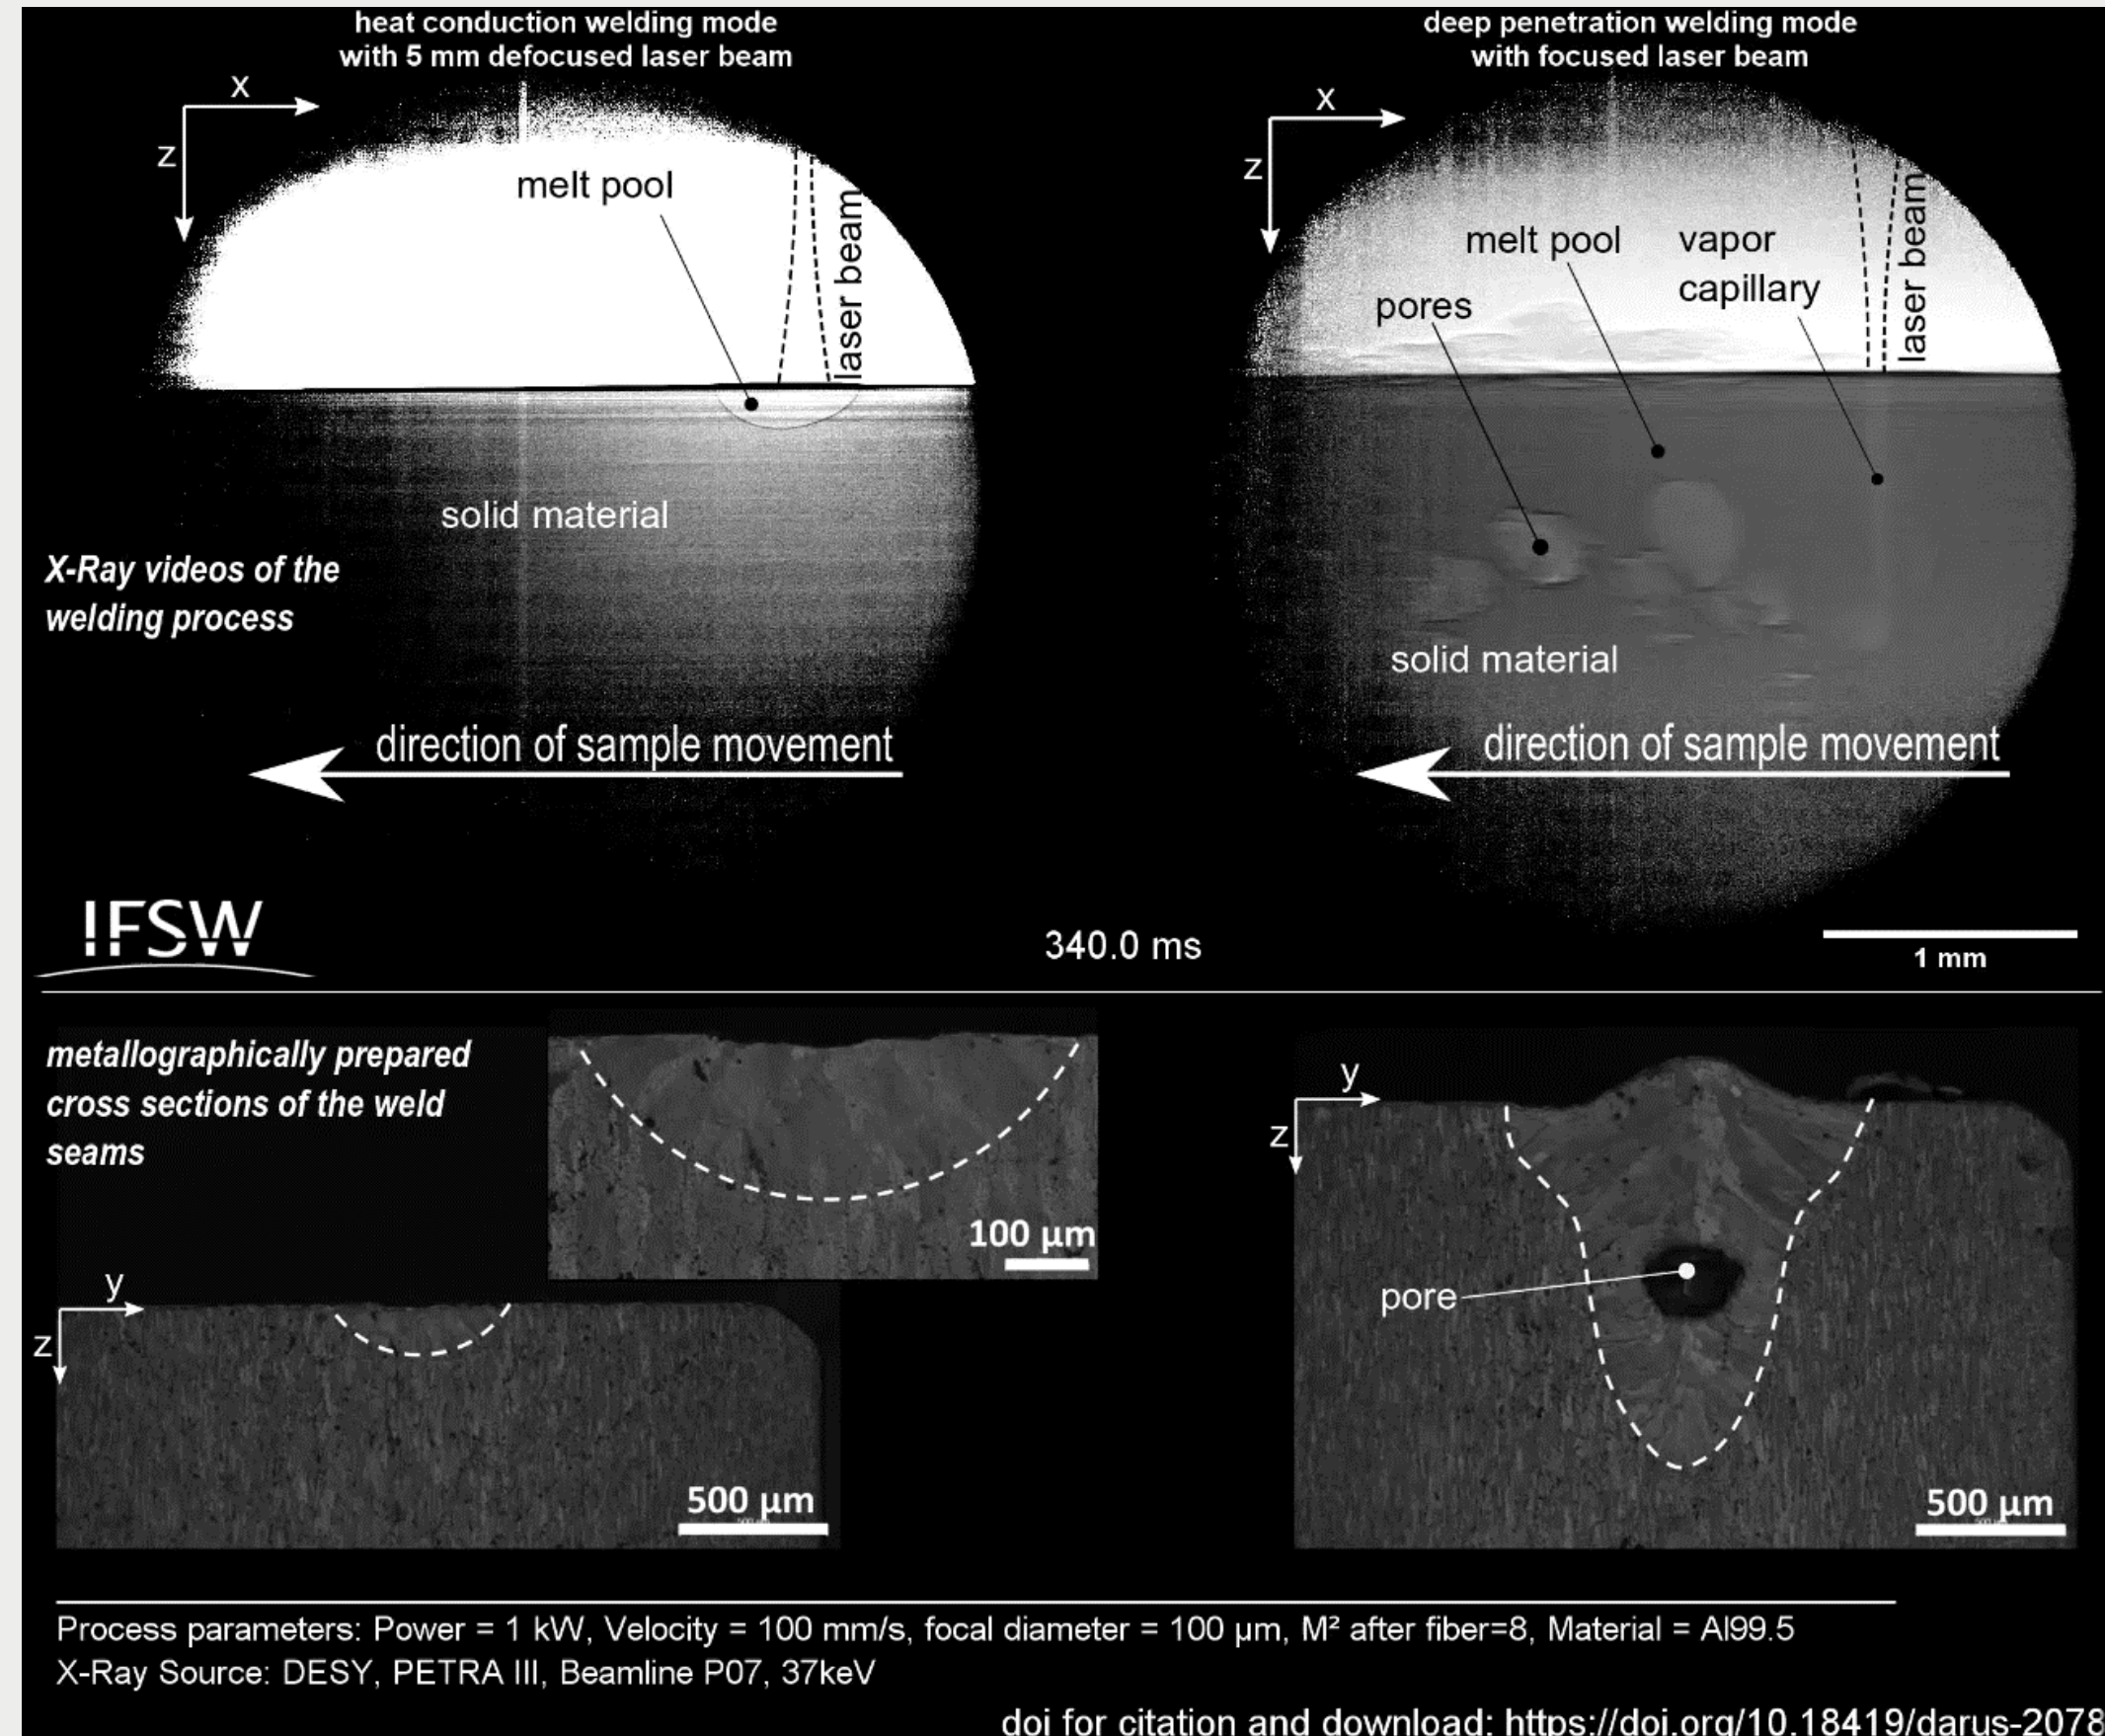 heat conduction welding mode
with 5 mm defocused laser beam
x
z
melt pool
laser beam
solid material
X-Ray videos of the
welding process
direction of sample movement
deep penetration welding mode
with focused laser beam
x
z
melt pool
vapor
capillary
pores
laser beam
solid material
direction of sample movement
IFSW
340.0 ms
1 mm
metallographically prepared
cross sections of the weld
seams
100 µm
y
z
500 µm
y
z
pore
500 µm
Process parameters: Power = 1 kW, Velocity = 100 mm/s, focal diameter = 100 µm, M² after fiber=8, Material = Al99.5
X-Ray Source: DESY, PETRA III, Beamline P07, 37keV
doi for citation and download: https://doi.org/10.18419/darus-2078